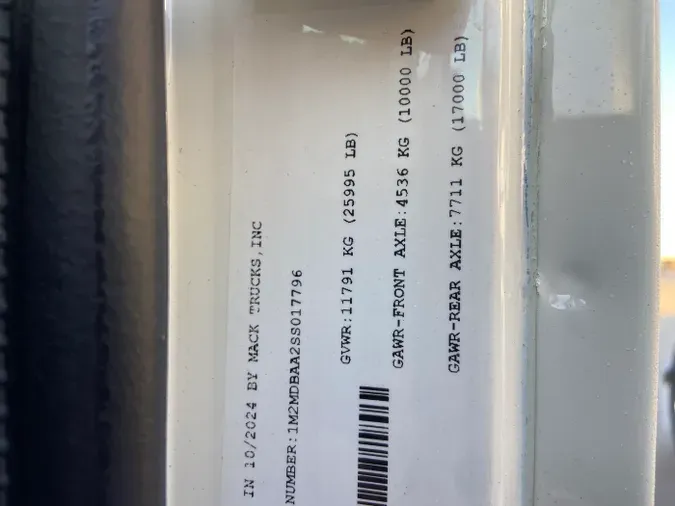 IN 10/2024 BY MACK TRUCKS,INC
NUMBER:1M2MDBAA2SS017796
GVWR:11791 KG (25995 LB)
GAWR-FRONT AXLE:4536 KG (10000 LB)
GAWR-REAR AXLE:7711 KG (17000 LB)